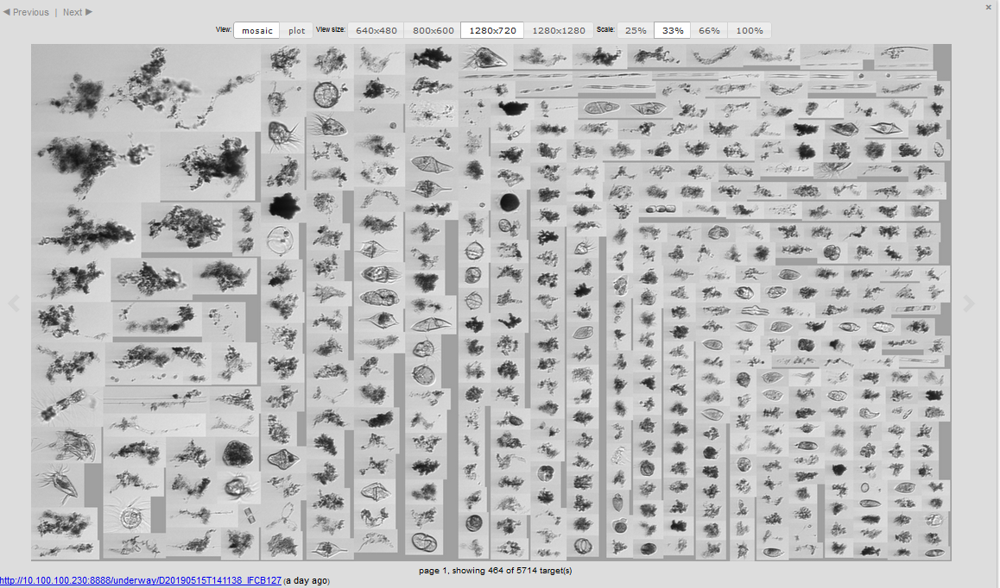 ◀ Previous | Next ▶
View: mosaic plot View size: 640x480 800x600 1280x720 1280x1280 Scale: 25% 33% 66% 100%
page 1, showing 464 of 5714 target(s)
http://10.100.100.230:8888/underway/D20190515T141138_IFCB127 (a day ago)